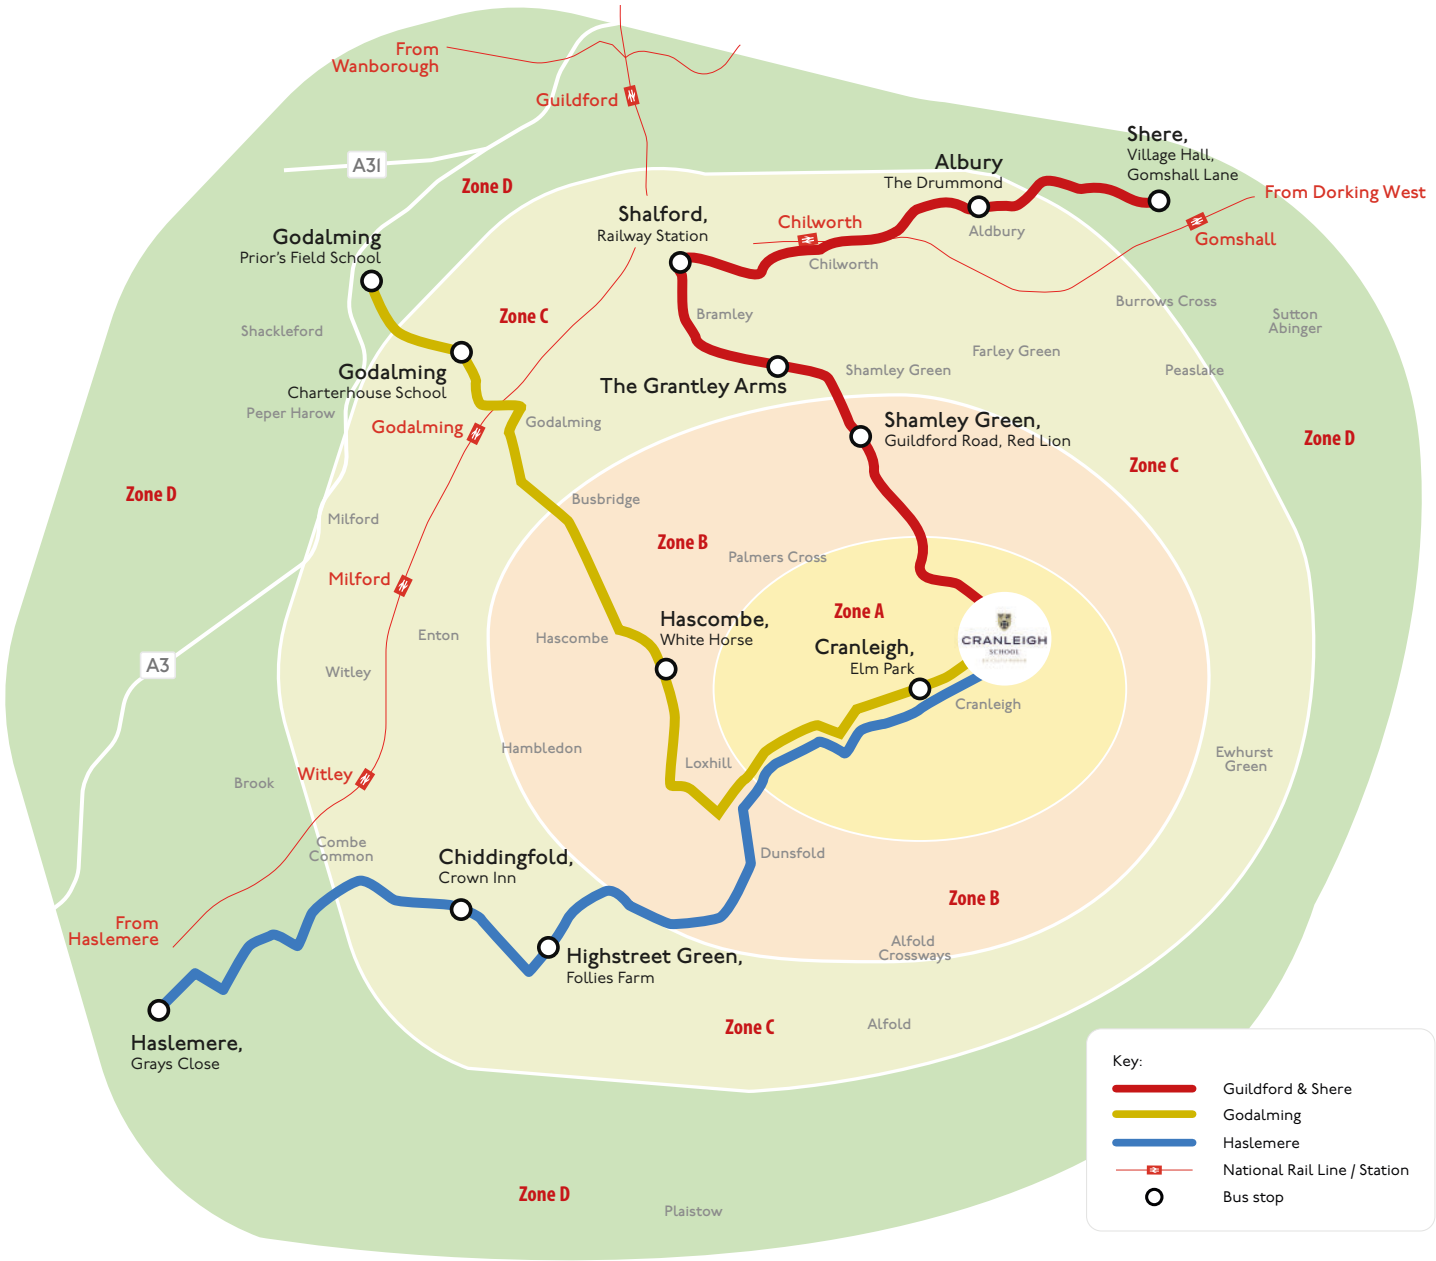 From
Wanborough
Guildford
A31
Zone D
Shere,
Village Hall,
Gomshall Lane
Albury
The Drummond
From Dorking West
Shalford,
Railway Station
Chilworth
Gomshall
Aldbury
Chilworth
Godalming
Prior's Field School
Zone C
Bramley
Burrows Cross
Sutton
Abinger
Shackleford
Farley Green
Shamley Green
Peaslake
Godalming
Charterhouse School
The Grantley Arms
Peper Harow
Godalming
Godalming
Shamley Green,
Guildford Road, Red Lion
Zone D
Zone C
Zone D
Busbridge
Milford
Zone B
Palmers Cross
Milford
Zone A
Hascombe,
White Horse
Enton
Hascombe
Cranleigh,
Elm Park
CRANLEIGH
SCHOOL
A3
Witley
Cranleigh
Hambledon
Loxhill
Ewhurst
Green
Witley
Brook
Combe
Common
Dunsfold
Chiddingfold,
Crown Inn
Zone B
From
Haslemere
Alfold
Crossways
Highstreet Green,
Follies Farm
Zone C
Alfold
Haslemere,
Grays Close
Key:
Guildford & Shere
Godalming
Haslemere
National Rail Line / Station
Bus stop
Zone D
Plaistow